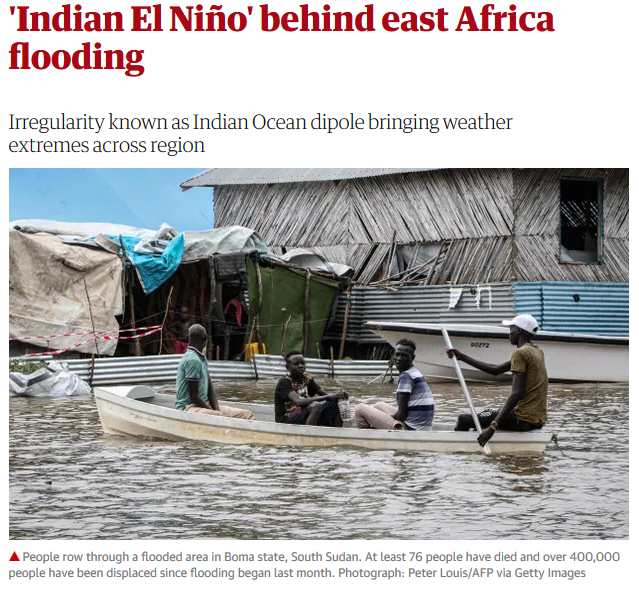 'Indian El Niño' behind east Africa
flooding
Irregularity known as Indian Ocean dipole bringing weather
extremes across region
90272
▲ People row through a flooded area in Boma state, South Sudan. At least 76 people have died and over 400,000
people have been displaced since flooding began last month. Photograph: Peter Louis/AFP via Getty Images